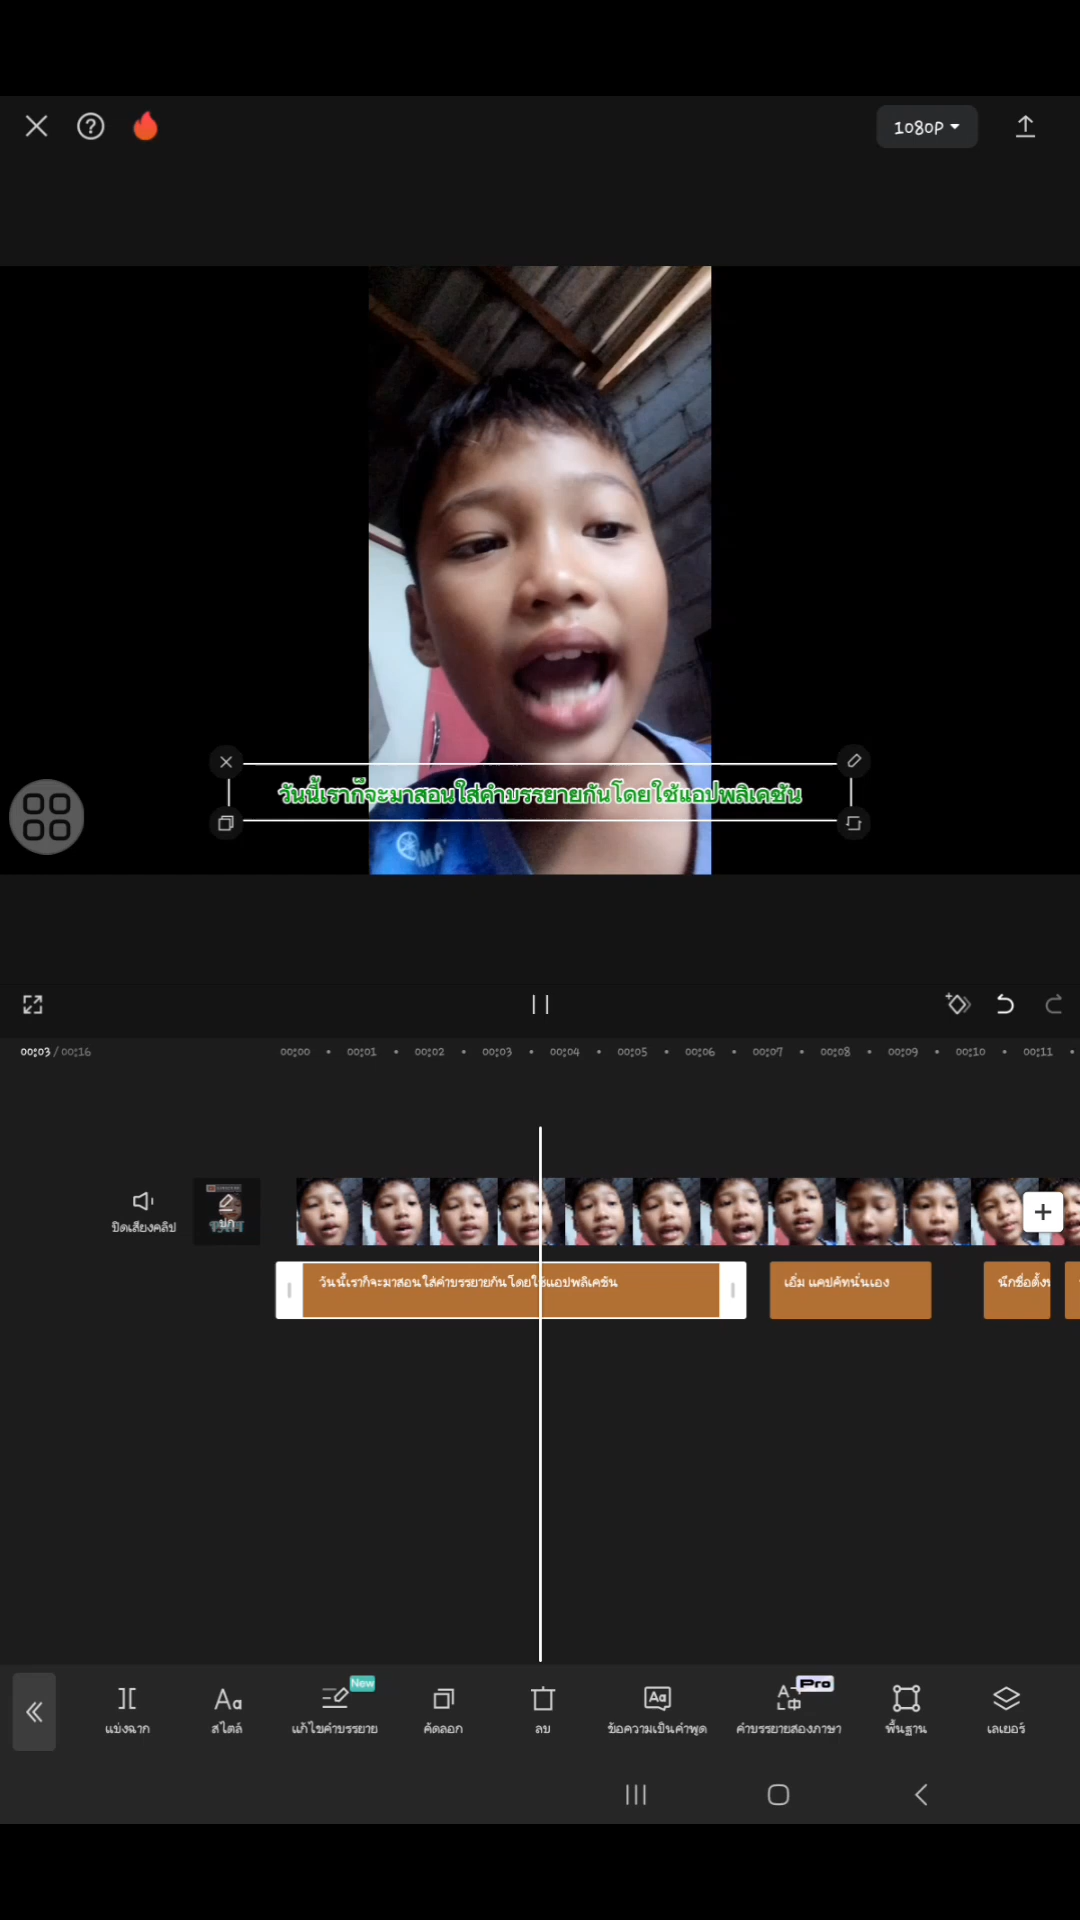 1080P
วันนี้เราก็จะมาสอนใส่คำบรรยายกันโดยใช้แอปพลิเคชัน
00:03 / 00:16
00:00 00:01 00:02 00:03 00:04 00:05 00:06 00:07 00:08 00:09 00:10 00:11
ปิดเสียงคลิป
ปก
วันนี้เราก็จะมาสอนใส่คำบรรยายกันโดยใช้แอปพลิเคชัน
เอิ่ม แคปคัทนั่นเอง
New
Pro
แบ่งฉาก
สไตล์
แก้ไขคำบรรยาย
คัดลอก
ลบ
ข้อความเป็นคำพูด
คำบรรยายสองภาษา
พื้นฐาน
เลเยอร์